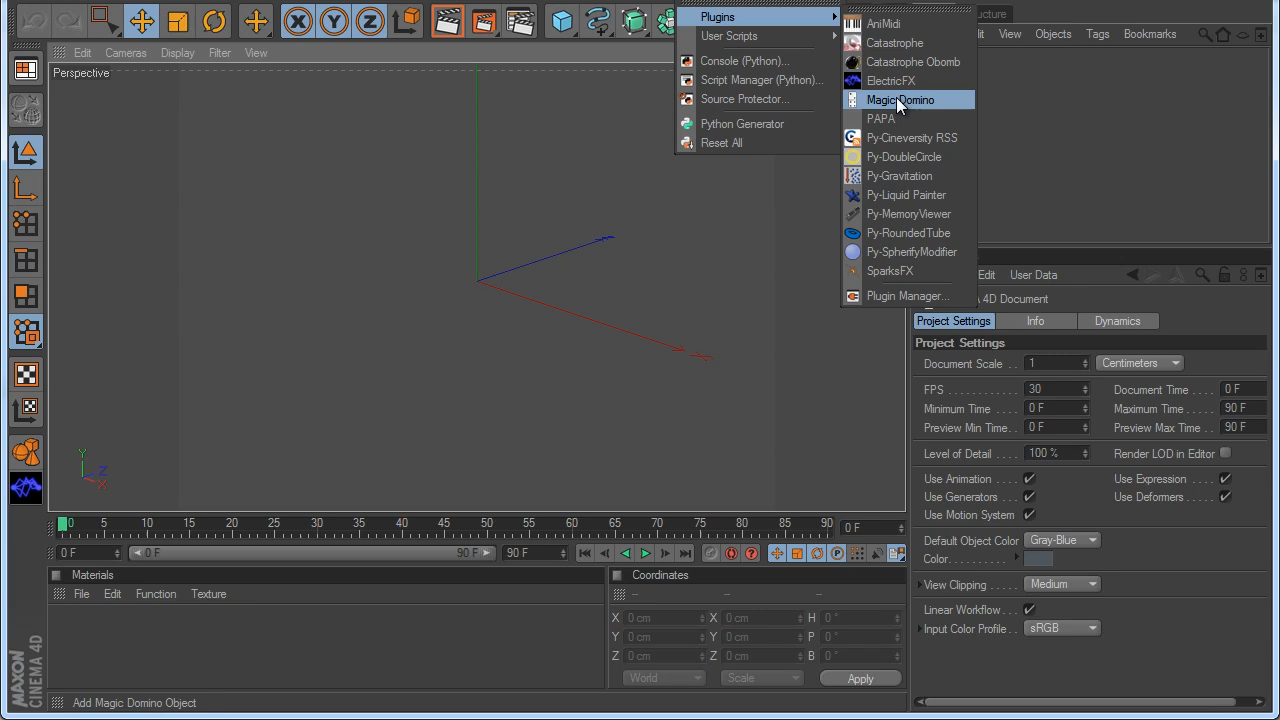 Plugins
User Scripts
Console (Python)...
Script Manager (Python)...
Source Protector...
Python Generator
Reset All
AniMidi
Catastrophe
Catastrophe Obomb
ElectricFX
Magic Domino
PAPA
Py-Cineversity RSS
Py-DoubleCircle
Py-Gravitation
Py-Liquid Painter
Py-MemoryViewer
Py-RoundedTube
Py-SpherifyModifier
SparksFX
Plugin Manager...
View Objects Tags Bookmarks
Edit Cameras Display Filter View
Perspective
Y
Z
X
Edit User Data
4D Document
Project Settings Info Dynamics
Project Settings
Document Scale . . 1 Centimeters
FPS . . . . . . . . . . . 30 Document Time . . . . 0 F
Minimum Time . . . 0 F Maximum Time . . . . . 90 F
Preview Min Time. . 0 F Preview Max Time . . 90 F
Level of Detail . . . . 100 % Render LOD in Editor
Use Animation . . . . Use Expression . . . .
Use Generators . . . Use Deformers. . . . .
Use Motion System
Default Object Color Gray-Blue
Color. . . . . . . . . .
View Clipping . . . . . Medium
Linear Workflow. . .
Input Color Profile. . . sRGB
0 5 10 15 20 25 30 35 40 45 50 55 60 65 70 75 80 85 90 0 F
0 F 0 F 90 F 90 F
Materials
File Edit Function Texture
Coordinates
-- -- --
X 0 cm X 0 cm H 0 °
Y 0 cm Y 0 cm P 0 °
Z 0 cm Z 0 cm B 0 °
World Scale Apply
MAXON
CINEMA 4D
Add Magic Domino Object